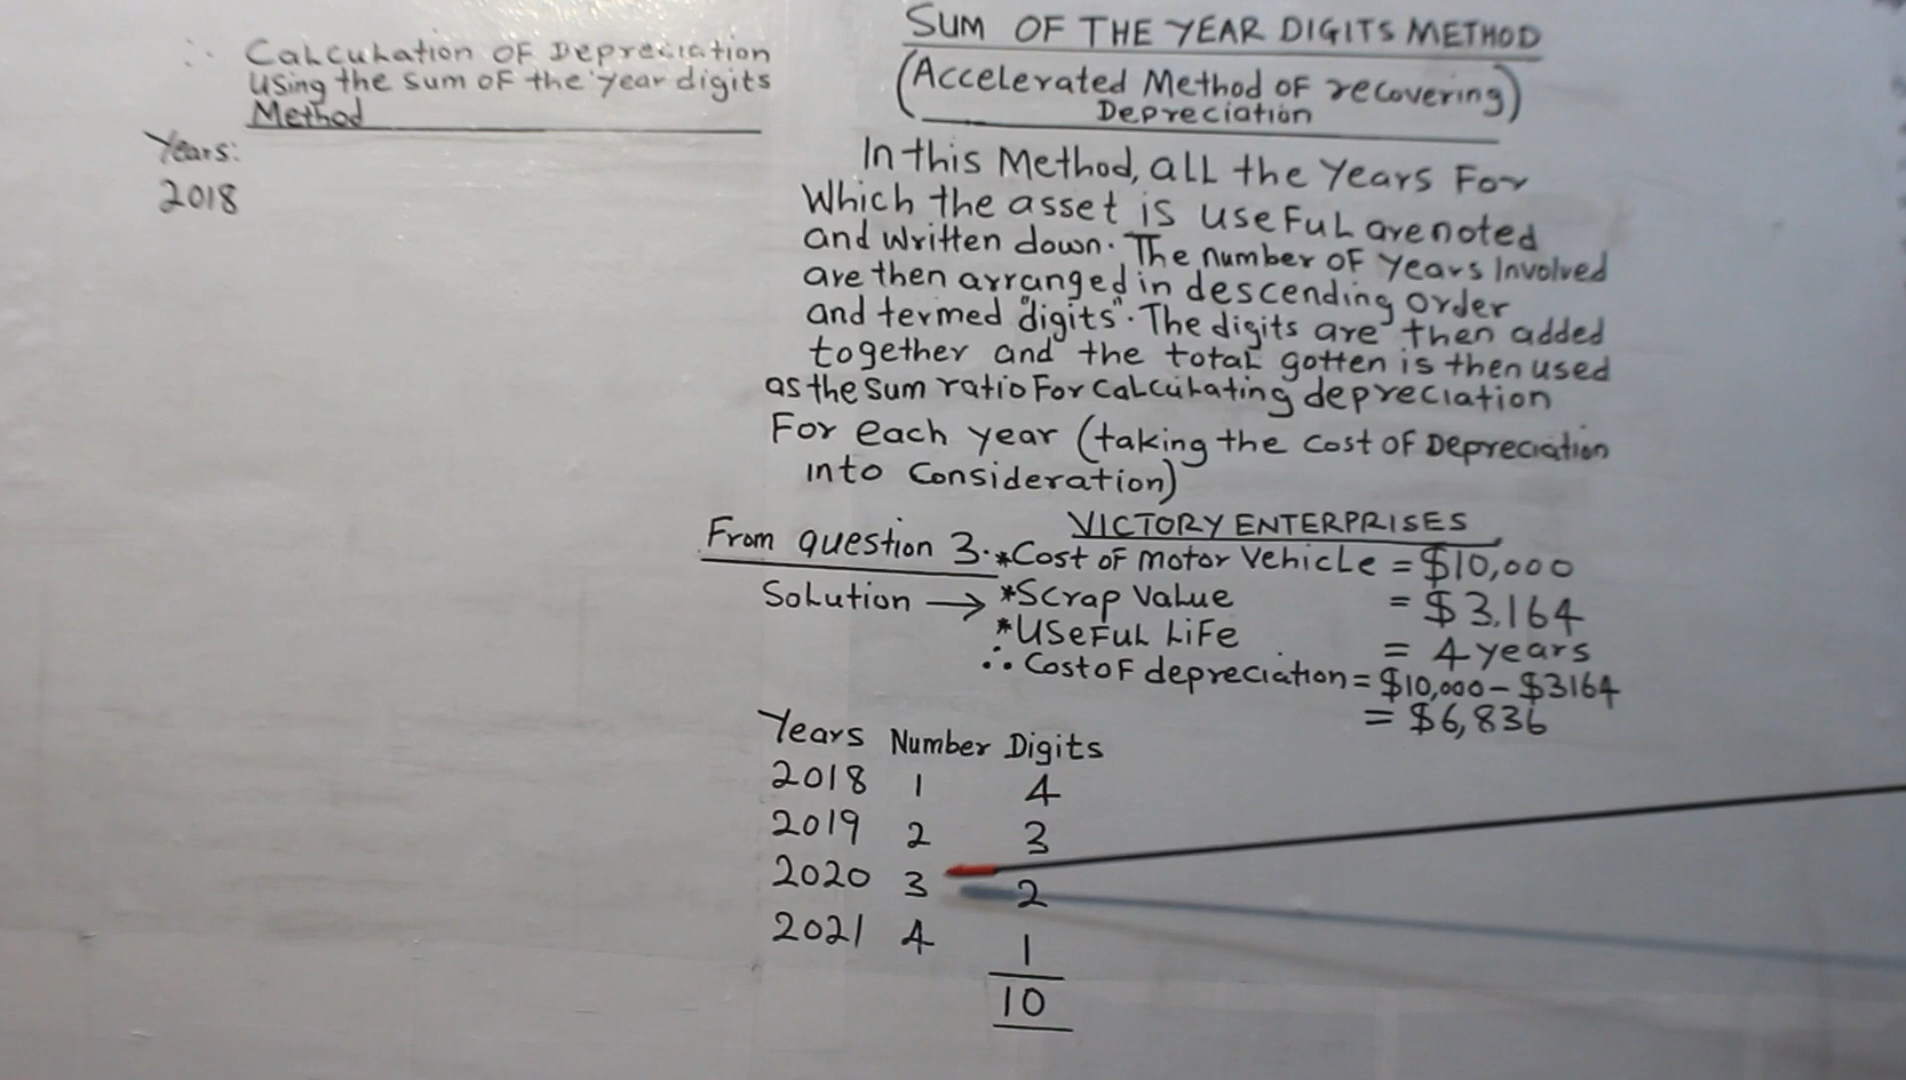 ∴ Calculation of Depreciation
Using the sum of the year digits
Method
Years:
2018
SUM OF THE YEAR DIGITS METHOD
(Accelerated Method of recovering)
Depreciation
In this Method, all the Years For
Which the asset is useful are noted
and written down. The number of years Involved
are then arranged in descending order
and termed "digits". The digits are then added
together and the total gotten is then used
as the sum ratio For calculating depreciation
For each year (taking the cost of Depreciation
into Consideration)
VICTORY ENTERPRISES
From question 3. *Cost of motor Vehicle = $10,000
Solution → *Scrap Value = $3,164
*Useful Life = 4 years
∴ Cost of depreciation = $10,000 - $3164
= $6,836
Years Number Digits
2018 1 4
2019 2 3
2020 3 2
2021 4 1
10